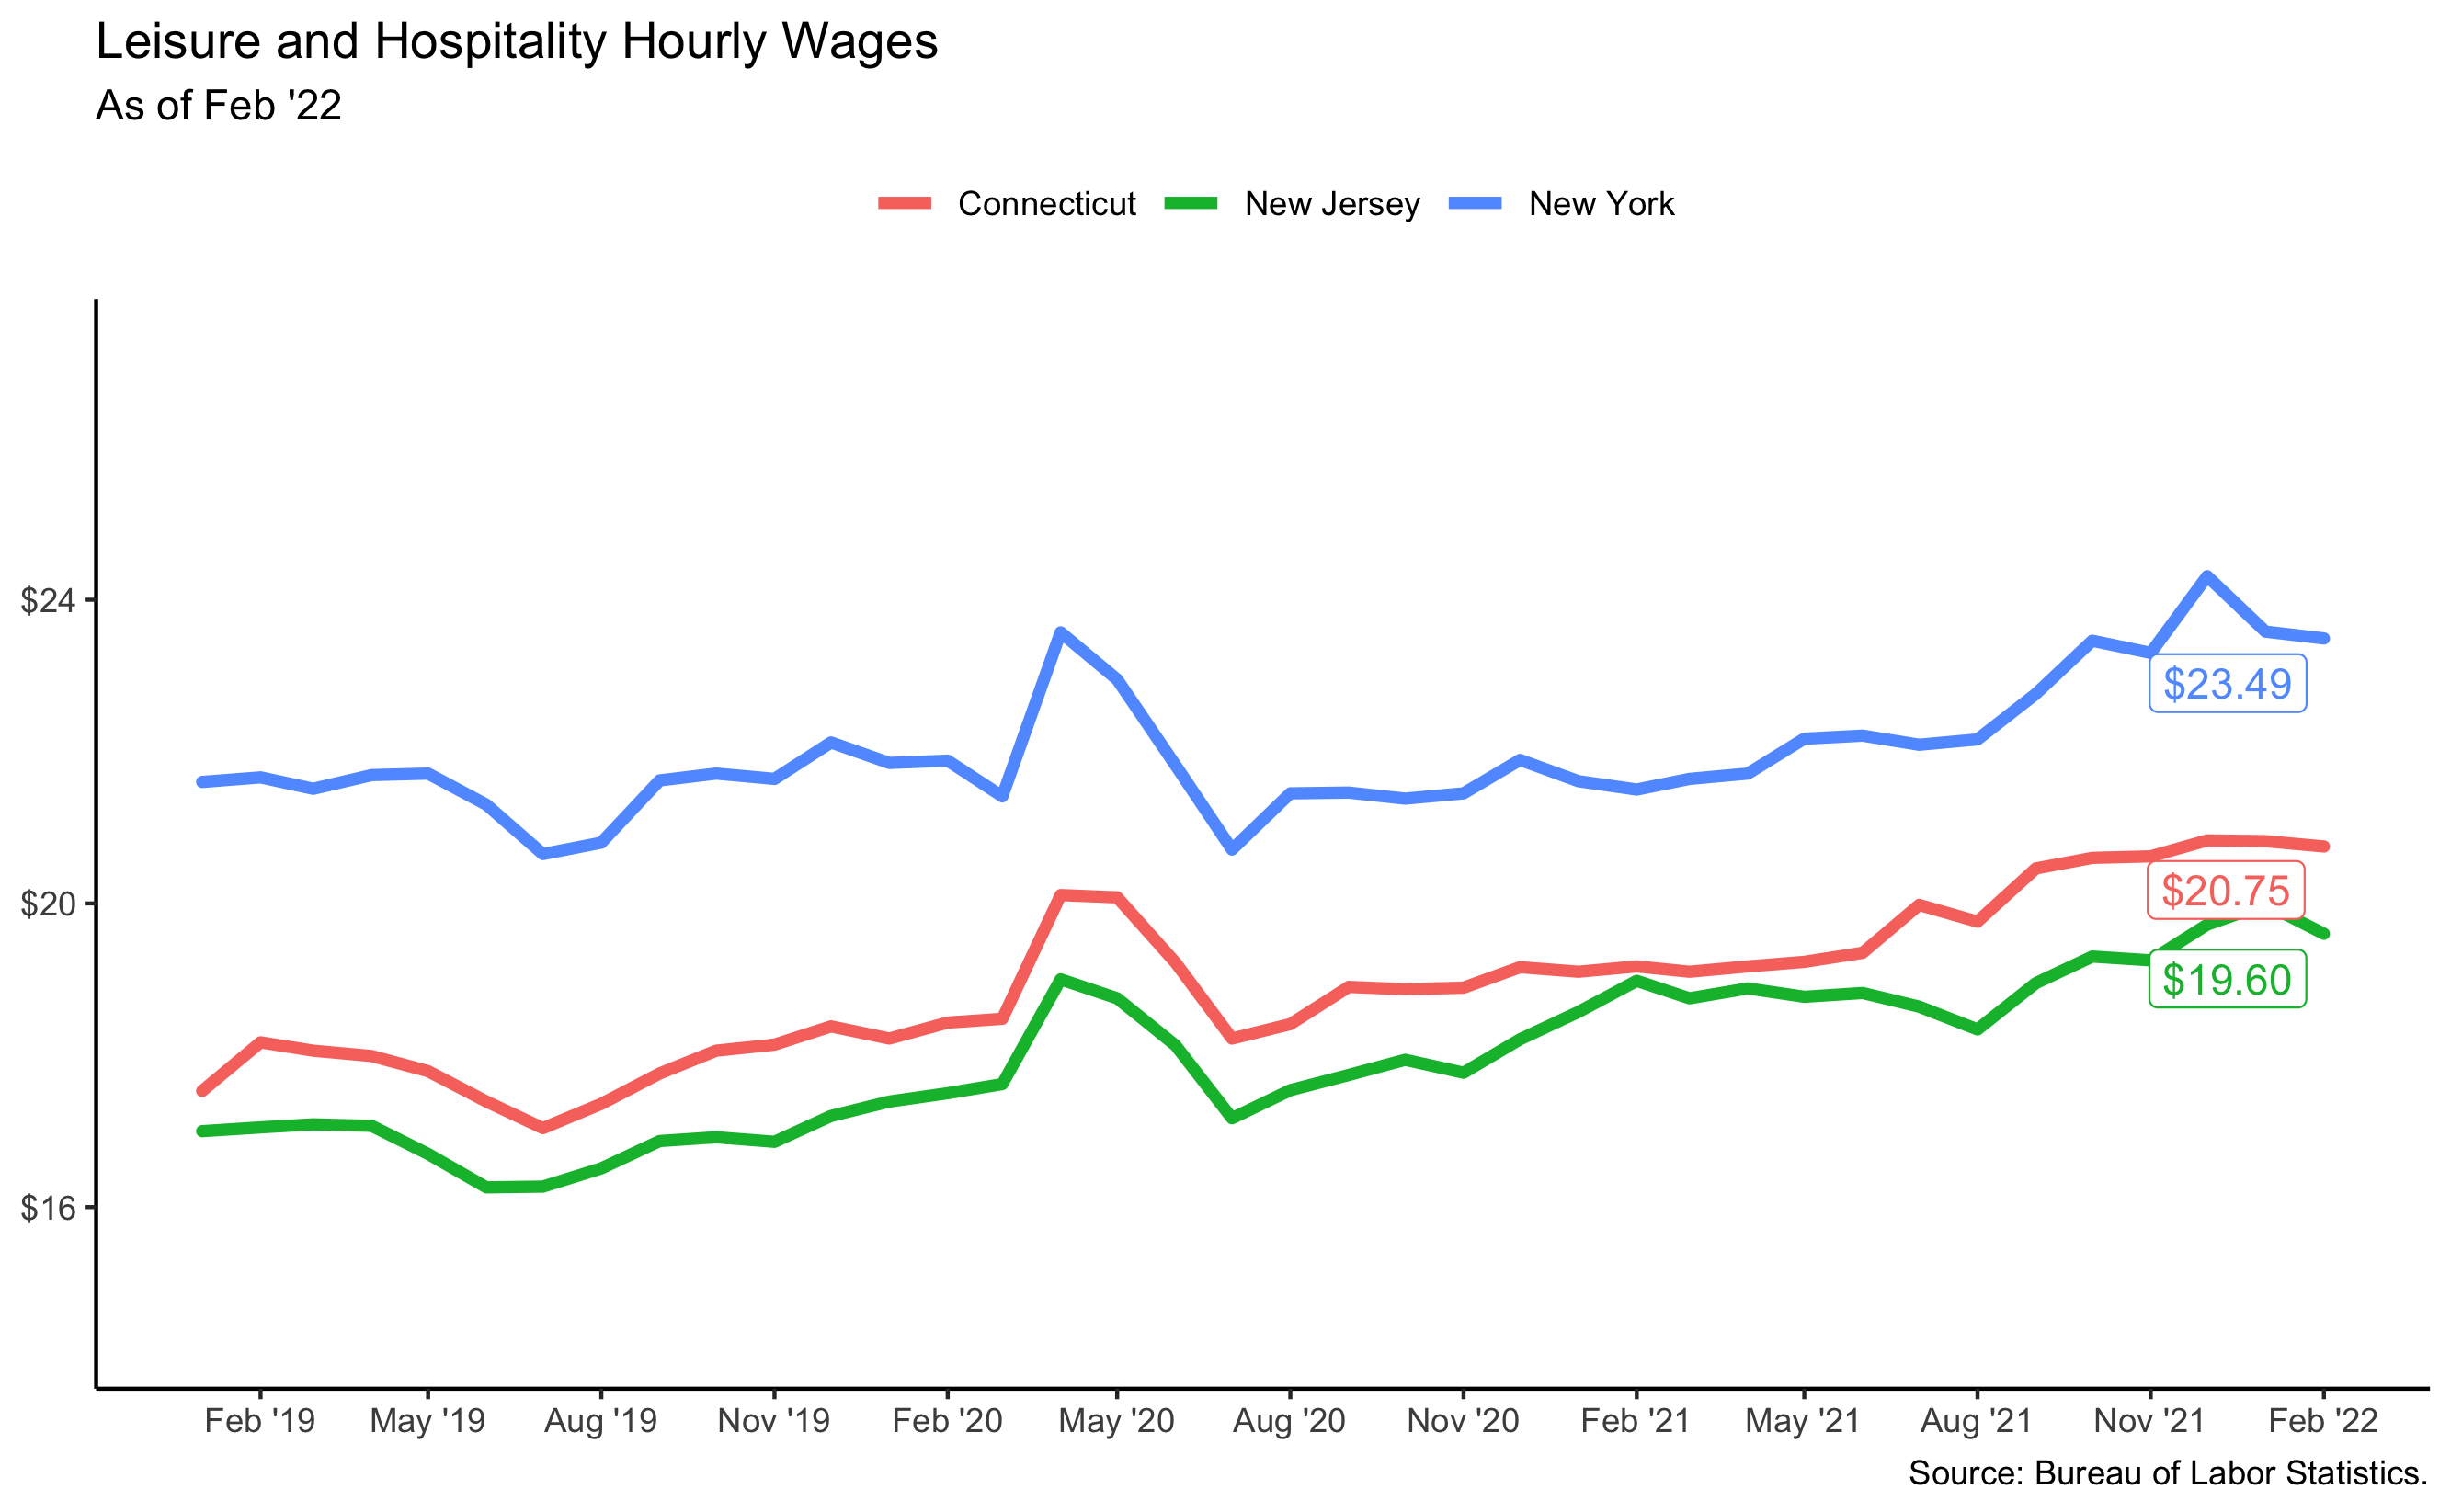 Leisure and Hospitality Hourly Wages
As of Feb '22
Connecticut New Jersey New York
$24
$23.49
$20.75
$20
$19.60
$16
Feb '19 May '19 Aug '19 Nov '19 Feb '20 May '20 Aug '20 Nov '20 Feb '21 May '21 Aug '21 Nov '21 Feb '22
Source: Bureau of Labor Statistics.